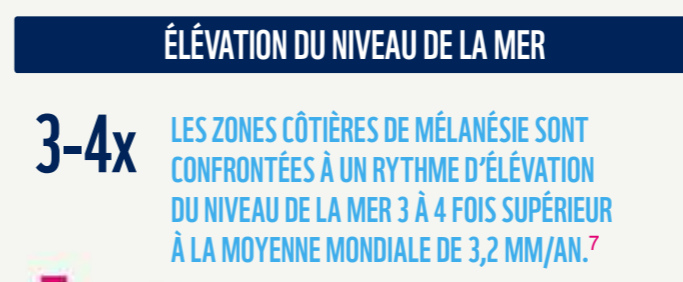 ÉLÉVATION DU NIVEAU DE LA MER
3-4x
LES ZONES CÔTIÈRES DE MÉLANÉSIE SONT
CONFRONTÉES À UN RYTHME D'ÉLÉVATION
DU NIVEAU DE LA MER 3 À 4 FOIS SUPÉRIEUR
À LA MOYENNE MONDIALE DE 3,2 MM/AN.7